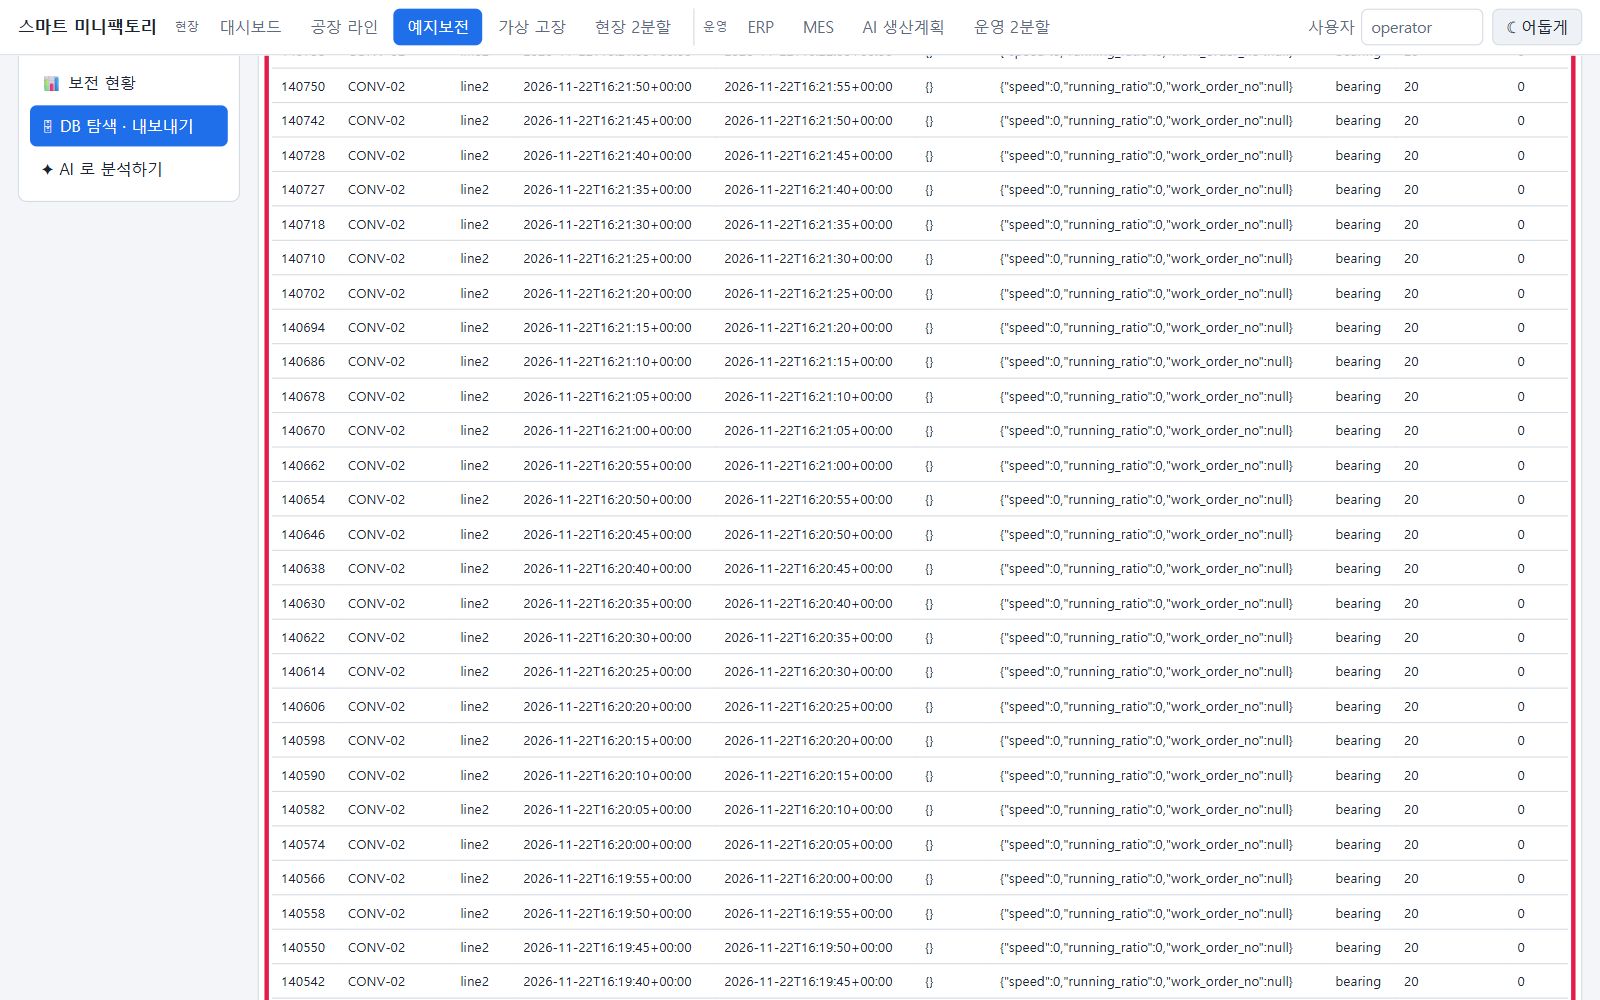 스마트 미니팩토리 현장 대시보드 공장 라인 예지보전 가상 고장 현장 2분할 운영 ERP MES AI 생산계획 운영 2분할 사용자 operator ☾ 어둡게
📊 보전 현황
🗄 DB 탐색 · 내보내기
✦ AI 로 분석하기
140750 CONV-02 line2 2026-11-22T16:21:50+00:00 2026-11-22T16:21:55+00:00 {} {"speed":0,"running_ratio":0,"work_order_no":null} bearing 20 0
140742 CONV-02 line2 2026-11-22T16:21:45+00:00 2026-11-22T16:21:50+00:00 {} {"speed":0,"running_ratio":0,"work_order_no":null} bearing 20 0
140728 CONV-02 line2 2026-11-22T16:21:40+00:00 2026-11-22T16:21:45+00:00 {} {"speed":0,"running_ratio":0,"work_order_no":null} bearing 20 0
140727 CONV-02 line2 2026-11-22T16:21:35+00:00 2026-11-22T16:21:40+00:00 {} {"speed":0,"running_ratio":0,"work_order_no":null} bearing 20 0
140718 CONV-02 line2 2026-11-22T16:21:30+00:00 2026-11-22T16:21:35+00:00 {} {"speed":0,"running_ratio":0,"work_order_no":null} bearing 20 0
140710 CONV-02 line2 2026-11-22T16:21:25+00:00 2026-11-22T16:21:30+00:00 {} {"speed":0,"running_ratio":0,"work_order_no":null} bearing 20 0
140702 CONV-02 line2 2026-11-22T16:21:20+00:00 2026-11-22T16:21:25+00:00 {} {"speed":0,"running_ratio":0,"work_order_no":null} bearing 20 0
140694 CONV-02 line2 2026-11-22T16:21:15+00:00 2026-11-22T16:21:20+00:00 {} {"speed":0,"running_ratio":0,"work_order_no":null} bearing 20 0
140686 CONV-02 line2 2026-11-22T16:21:10+00:00 2026-11-22T16:21:15+00:00 {} {"speed":0,"running_ratio":0,"work_order_no":null} bearing 20 0
140678 CONV-02 line2 2026-11-22T16:21:05+00:00 2026-11-22T16:21:10+00:00 {} {"speed":0,"running_ratio":0,"work_order_no":null} bearing 20 0
140670 CONV-02 line2 2026-11-22T16:21:00+00:00 2026-11-22T16:21:05+00:00 {} {"speed":0,"running_ratio":0,"work_order_no":null} bearing 20 0
140662 CONV-02 line2 2026-11-22T16:20:55+00:00 2026-11-22T16:21:00+00:00 {} {"speed":0,"running_ratio":0,"work_order_no":null} bearing 20 0
140654 CONV-02 line2 2026-11-22T16:20:50+00:00 2026-11-22T16:20:55+00:00 {} {"speed":0,"running_ratio":0,"work_order_no":null} bearing 20 0
140646 CONV-02 line2 2026-11-22T16:20:45+00:00 2026-11-22T16:20:50+00:00 {} {"speed":0,"running_ratio":0,"work_order_no":null} bearing 20 0
140638 CONV-02 line2 2026-11-22T16:20:40+00:00 2026-11-22T16:20:45+00:00 {} {"speed":0,"running_ratio":0,"work_order_no":null} bearing 20 0
140630 CONV-02 line2 2026-11-22T16:20:35+00:00 2026-11-22T16:20:40+00:00 {} {"speed":0,"running_ratio":0,"work_order_no":null} bearing 20 0
140622 CONV-02 line2 2026-11-22T16:20:30+00:00 2026-11-22T16:20:35+00:00 {} {"speed":0,"running_ratio":0,"work_order_no":null} bearing 20 0
140614 CONV-02 line2 2026-11-22T16:20:25+00:00 2026-11-22T16:20:30+00:00 {} {"speed":0,"running_ratio":0,"work_order_no":null} bearing 20 0
140606 CONV-02 line2 2026-11-22T16:20:20+00:00 2026-11-22T16:20:25+00:00 {} {"speed":0,"running_ratio":0,"work_order_no":null} bearing 20 0
140598 CONV-02 line2 2026-11-22T16:20:15+00:00 2026-11-22T16:20:20+00:00 {} {"speed":0,"running_ratio":0,"work_order_no":null} bearing 20 0
140590 CONV-02 line2 2026-11-22T16:20:10+00:00 2026-11-22T16:20:15+00:00 {} {"speed":0,"running_ratio":0,"work_order_no":null} bearing 20 0
140582 CONV-02 line2 2026-11-22T16:20:05+00:00 2026-11-22T16:20:10+00:00 {} {"speed":0,"running_ratio":0,"work_order_no":null} bearing 20 0
140574 CONV-02 line2 2026-11-22T16:20:00+00:00 2026-11-22T16:20:05+00:00 {} {"speed":0,"running_ratio":0,"work_order_no":null} bearing 20 0
140566 CONV-02 line2 2026-11-22T16:19:55+00:00 2026-11-22T16:20:00+00:00 {} {"speed":0,"running_ratio":0,"work_order_no":null} bearing 20 0
140558 CONV-02 line2 2026-11-22T16:19:50+00:00 2026-11-22T16:19:55+00:00 {} {"speed":0,"running_ratio":0,"work_order_no":null} bearing 20 0
140550 CONV-02 line2 2026-11-22T16:19:45+00:00 2026-11-22T16:19:50+00:00 {} {"speed":0,"running_ratio":0,"work_order_no":null} bearing 20 0
140542 CONV-02 line2 2026-11-22T16:19:40+00:00 2026-11-22T16:19:45+00:00 {} {"speed":0,"running_ratio":0,"work_order_no":null} bearing 20 0